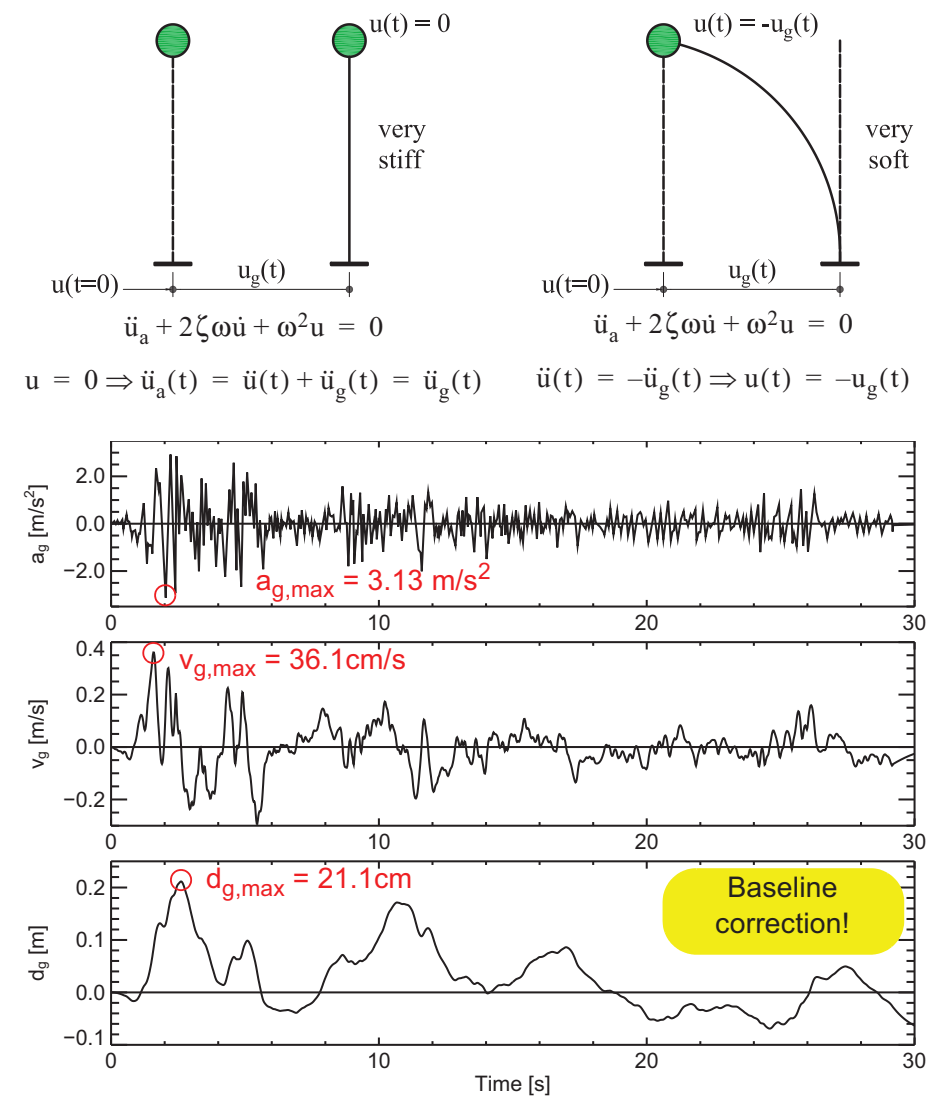 u(t) = 0
u(t) = -u_g(t)
very
stiff
very
soft
u(t=0)
u_g(t)
u(t=0)
u_g(t)
ü_a + 2ζωu̇ + ω²u = 0
ü_a + 2ζωu̇ + ω²u = 0
u = 0 ⇒ ü_a(t) = ü(t) + ü_g(t) = ü_g(t)
ü(t) = −ü_g(t) ⇒ u(t) = −u_g(t)
a_g [m/s²]
2.0
0.0
−2.0
a_g,max = 3.13 m/s²
0 10 20 30
v_g [m/s]
0.4
0.2
0.0
−0.2
v_g,max = 36.1cm/s
0 10 20 30
d_g [m]
0.2
0.1
0.0
−0.1
d_g,max = 21.1cm
Baseline
correction!
0 10 20 30
Time [s]